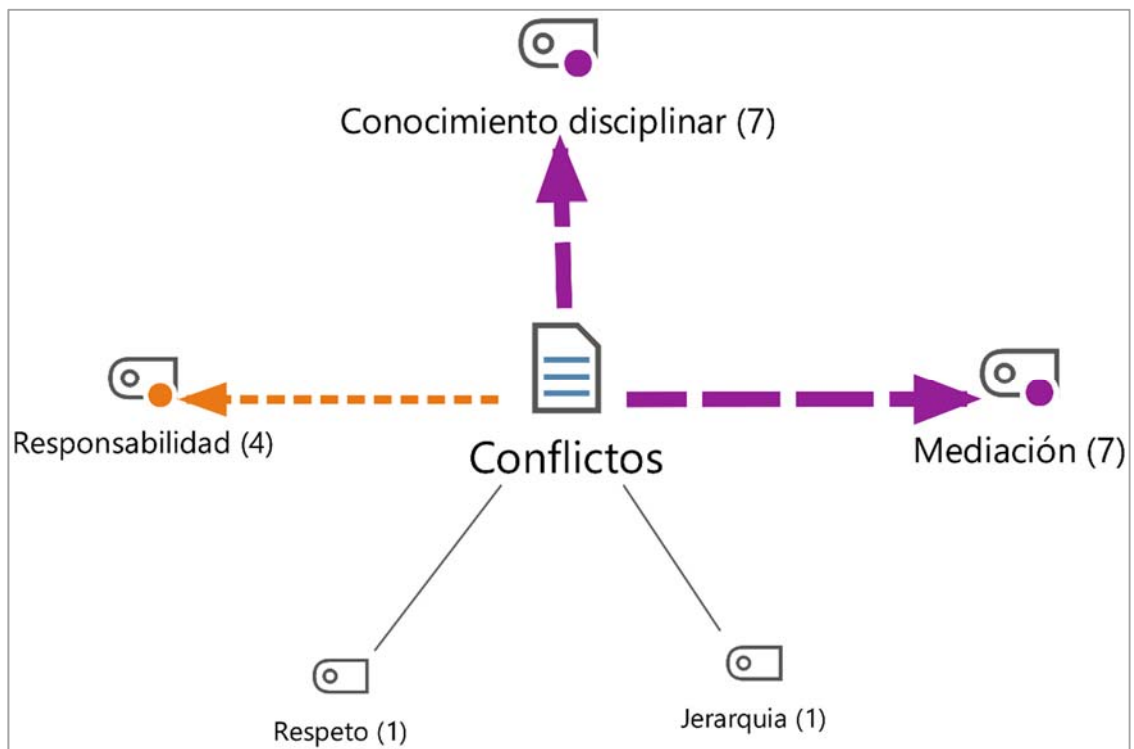 Conocimiento disciplinar (7)
Responsabilidad (4)
Conflictos
Mediación (7)
Respeto (1)
Jerarquia (1)